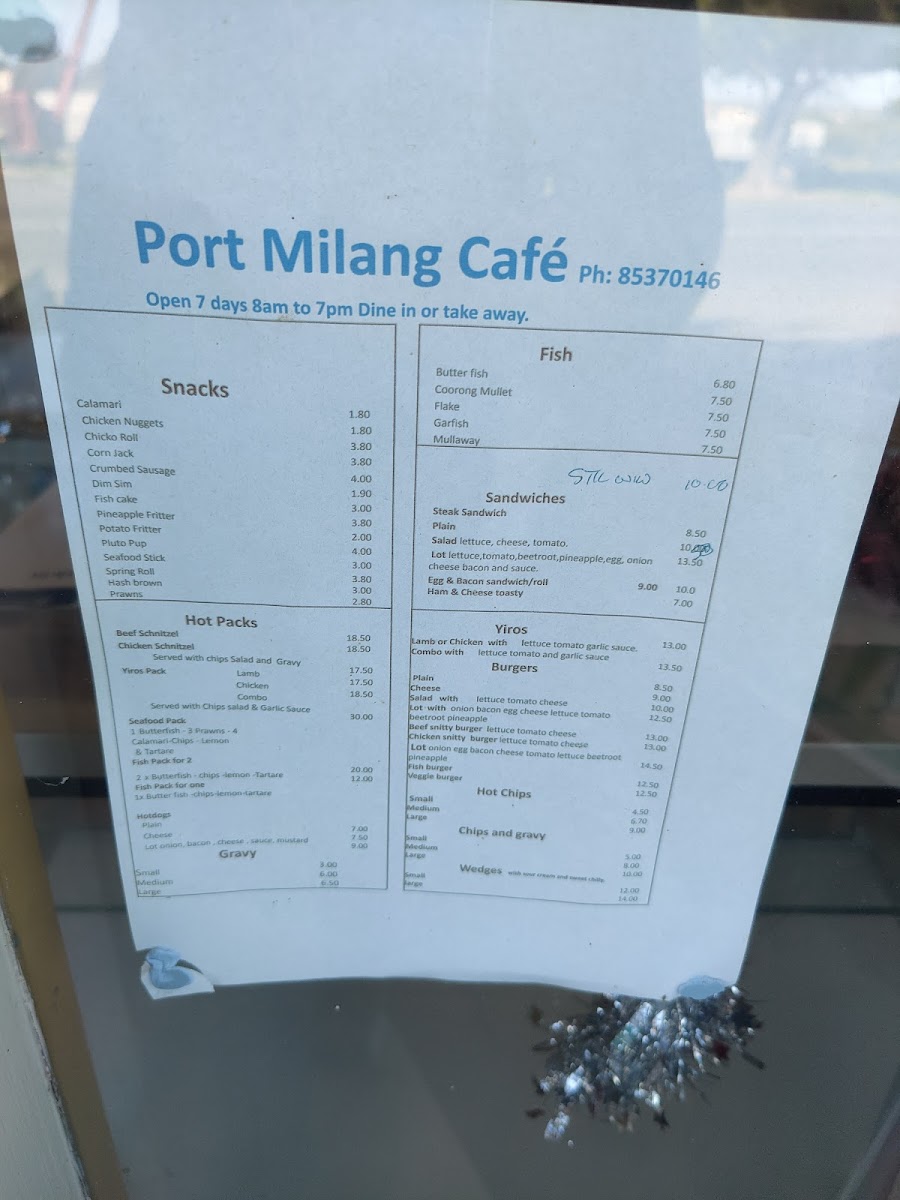 Port Milang Café Ph: 85370146
Open 7 days 8am to 7pm Dine in or take away.
Snacks
Calamari 1.80
Chicken Nuggets 1.80
Chicko Roll 3.80
Corn Jack 3.80
Crumbed Sausage 4.00
Dim Sim 1.90
Fish cake 3.00
Pineapple Fritter 3.80
Potato Fritter 2.00
Pluto Pup 4.00
Seafood Stick 3.00
Spring Roll 3.80
Hash brown 3.00
Prawns 2.80
Hot Packs
Beef Schnitzel 18.50
Chicken Schnitzel 18.50
Served with chips Salad and Gravy
Yiros Pack Lamb 17.50
Chicken 17.50
Combo 18.50
Served with Chips salad & Garlic Sauce
Seafood Pack 30.00
1 Butterfish - 3 Prawns - 4
Calamari-Chips - Lemon
& Tartare
Fish Pack for 2
2 x Butterfish - chips -lemon -Tartare 20.00
Fish Pack for one 12.00
1x Butter fish -chips-lemon-tartare
Hotdogs
Plain 7.00
Cheese 7.50
Lot onion, bacon , cheese , sauce, mustard 9.00
Gravy
Small 3.00
Medium 6.00
Large 6.50
Fish
Butter fish 6.80
Coorong Mullet 7.50
Flake 7.50
Garfish 7.50
Mullaway 7.50
10.00
Sandwiches
Steak Sandwich
Plain 8.50
Salad lettuce, cheese, tomato.
Lot lettuce,tomato,beetroot,pineapple,egg, onion 13.50
cheese bacon and sauce.
Egg & Bacon sandwich/roll 9.00 10.0
Ham & Cheese toasty 7.00
Yiros
Lamb or Chicken with lettuce tomato garlic sauce. 13.00
Combo with lettuce tomato and garlic sauce 13.50
Burgers
Plain 8.50
Cheese 9.00
Salad with lettuce tomato cheese 10.00
Lot with onion bacon egg cheese lettuce tomato 12.50
beetroot pineapple
Beef snitty burger lettuce tomato cheese 13.00
Chicken snitty burger lettuce tomato cheese 13.00
Lot onion egg bacon cheese tomato lettuce beetroot 14.50
pineapple
Fish burger 12.50
Veggie burger 12.50
Hot Chips
Small 4.50
Medium 6.70
Large 9.00
Chips and gravy
Small 5.00
Medium 8.00
Large 10.00
Wedges with sour cream and sweet chilly.
Small 12.00
large 14.00